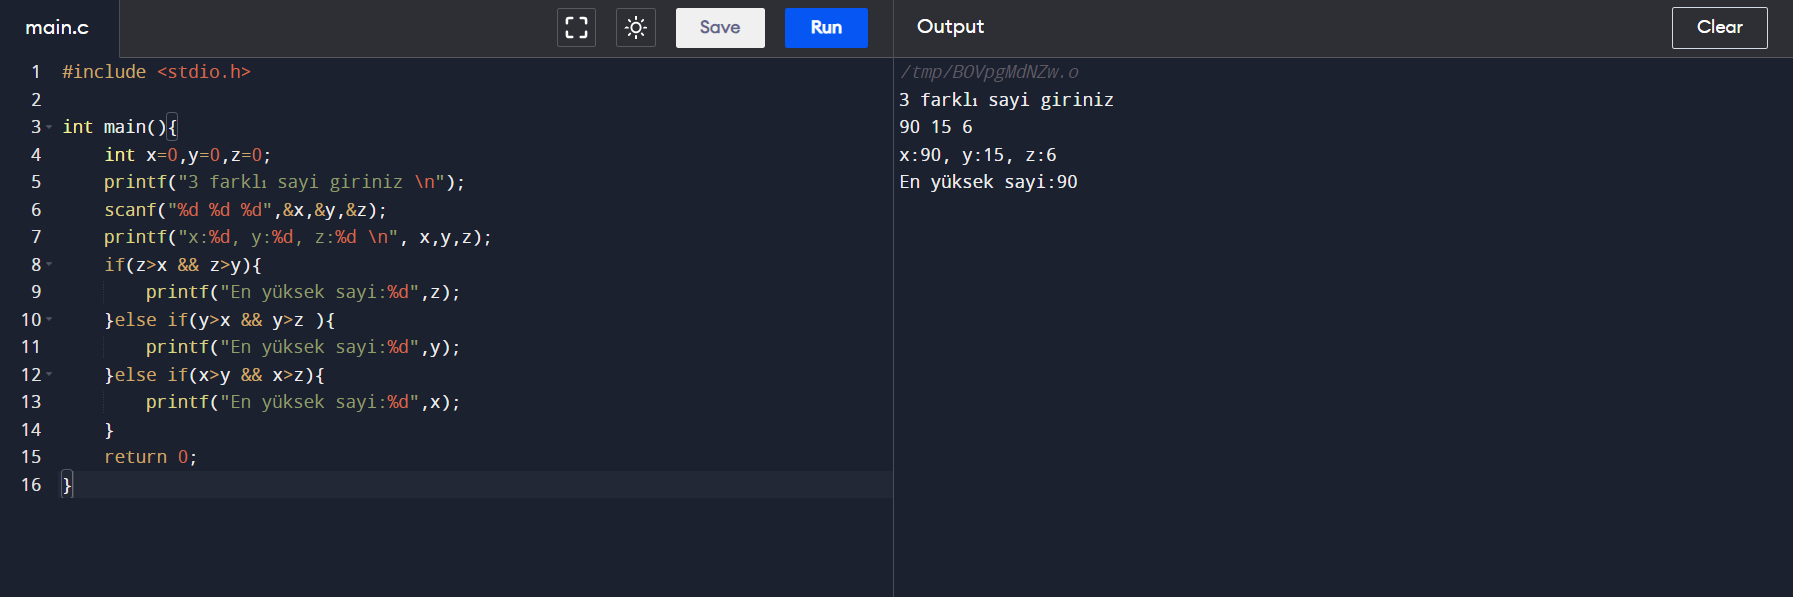 main.c
Save
Run
Output
Clear
1 #include <stdio.h>
2
3 int main(){
4     int x=0,y=0,z=0;
5     printf("3 farklı sayi giriniz \n");
6     scanf("%d %d %d",&x,&y,&z);
7     printf("x:%d, y:%d, z:%d \n", x,y,z);
8     if(z>x && z>y){
9         printf("En yüksek sayi:%d",z);
10     }else if(y>x && y>z ){
11         printf("En yüksek sayi:%d",y);
12     }else if(x>y && x>z){
13         printf("En yüksek sayi:%d",x);
14     }
15     return 0;
16 }
/tmp/BOVpgMdNZw.o
3 farklı sayi giriniz
90 15 6
x:90, y:15, z:6
En yüksek sayi:90